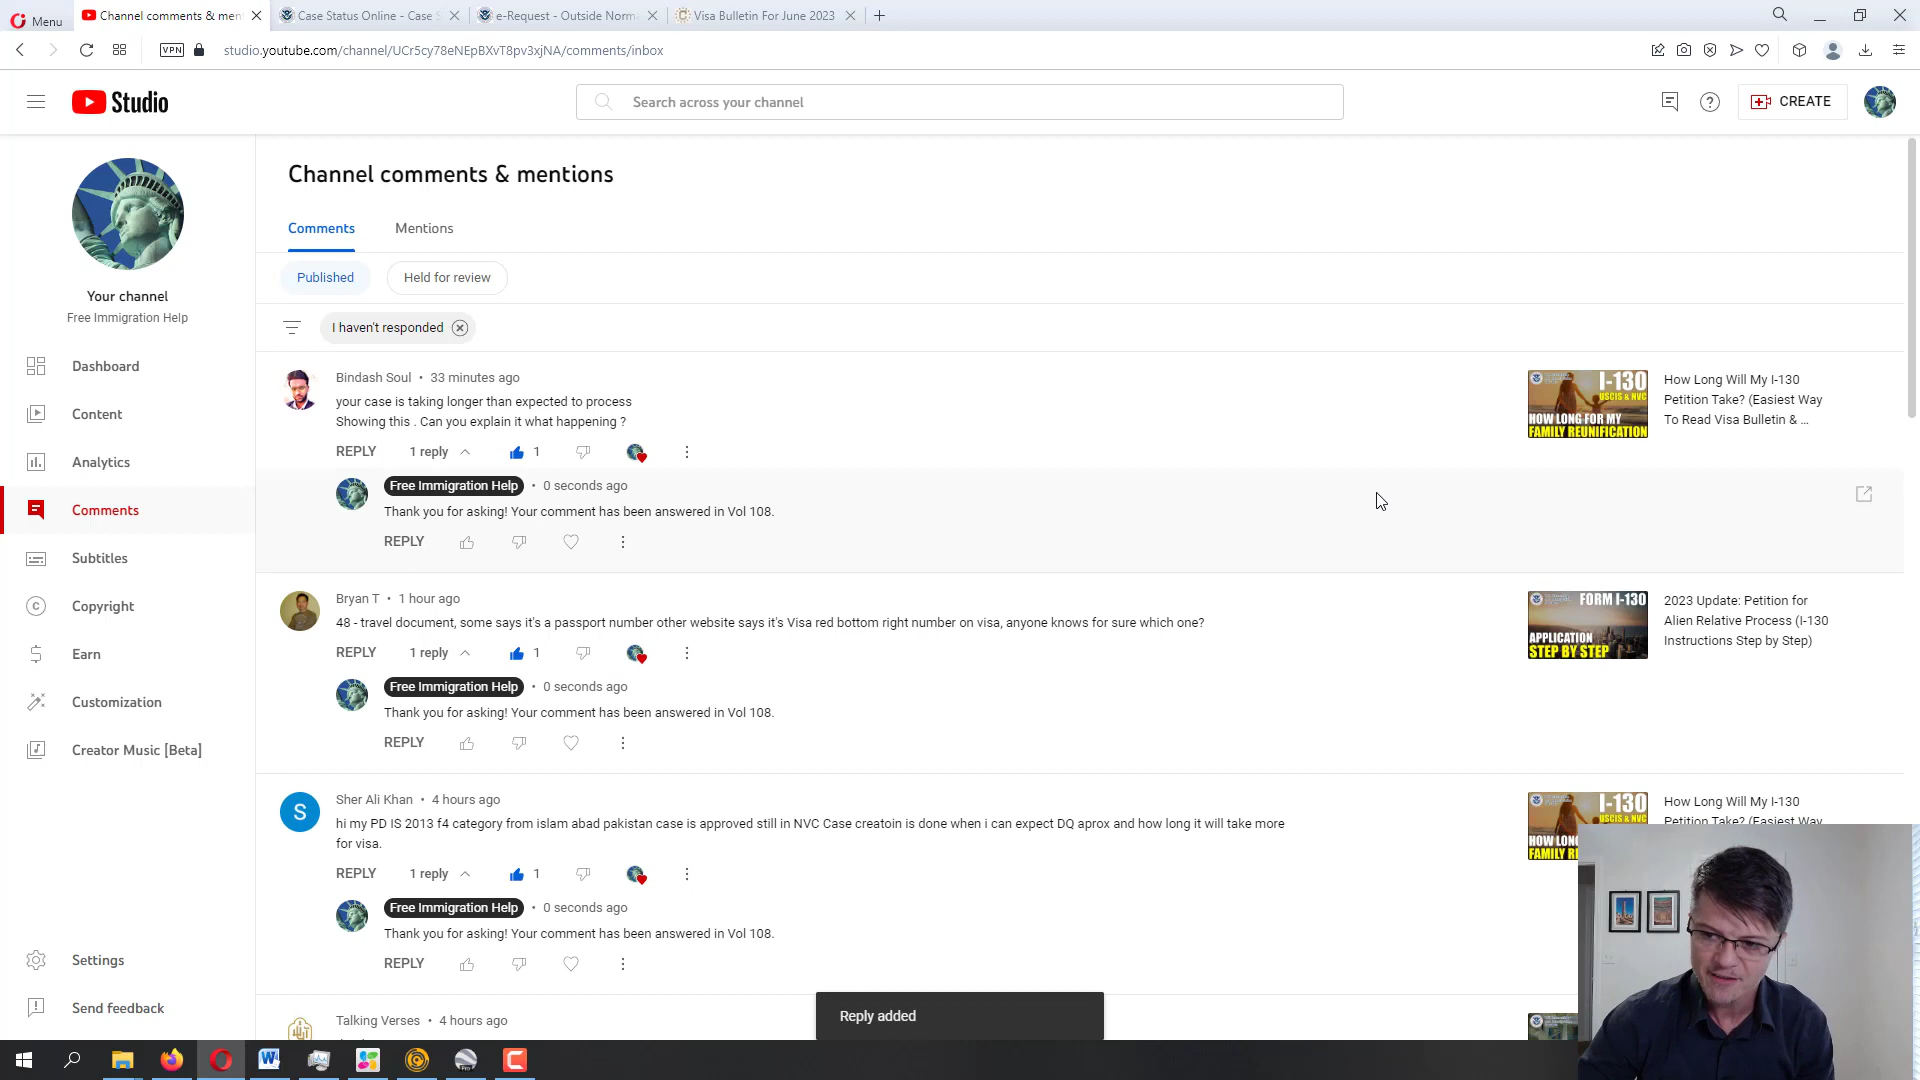 Menu
Channel comments & men
Case Status Online - Case S
e-Request - Outside Norm
Visa Bulletin For June 2023
VPN
studio.youtube.com/channel/UCr5cy78eNEpBXvT8pv3xjNA/comments/inbox
Studio
Search across your channel
CREATE
Your channel
Free Immigration Help
Dashboard
Content
Analytics
Comments
Subtitles
Copyright
Earn
Customization
Creator Music [Beta]
Settings
Send feedback
Channel comments & mentions
Comments
Mentions
Published
Held for review
I haven't responded
Bindash Soul • 33 minutes ago
your case is taking longer than expected to process
Showing this . Can you explain it what happening ?
REPLY 1 reply 1
I-130
USCIS & NVC
HOW LONG FOR MY
FAMILY REUNIFICATION
How Long Will My I-130
Petition Take? (Easiest Way
To Read Visa Bulletin & ...
Free Immigration Help • 0 seconds ago
Thank you for asking! Your comment has been answered in Vol 108.
REPLY
Bryan T • 1 hour ago
48 - travel document, some says it's a passport number other website says it's Visa red bottom right number on visa, anyone knows for sure which one?
REPLY 1 reply 1
FORM I-130
APPLICATION
STEP BY STEP
2023 Update: Petition for
Alien Relative Process (I-130
Instructions Step by Step)
Free Immigration Help • 0 seconds ago
Thank you for asking! Your comment has been answered in Vol 108.
REPLY
S
Sher Ali Khan • 4 hours ago
hi my PD IS 2013 f4 category from islam abad pakistan case is approved still in NVC Case creatoin is done when i can expect DQ aprox and how long it will take more
for visa.
REPLY 1 reply 1
I-130
USCIS & NVC
HOW LON
FAMILY RE
How Long Will My I-130
Petition Take? (Easiest Way
Free Immigration Help • 0 seconds ago
Thank you for asking! Your comment has been answered in Vol 108.
REPLY
Talking Verses • 4 hours ago
Reply added